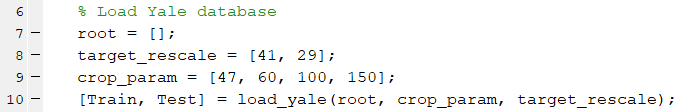 6 % Load Yale database
7 – root = [];
8 – target_rescale = [41, 29];
9 – crop_param = [47, 60, 100, 150];
10 – [Train, Test] = load_yale(root, crop_param, target_rescale);